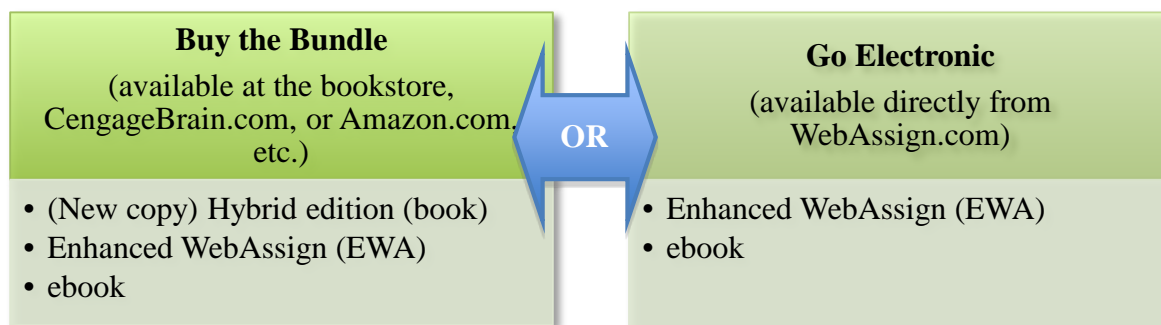 Buy the Bundle
(available at the bookstore,
CengageBrain.com, or Amazon.com.
etc.)
• (New copy) Hybrid edition (book)
• Enhanced WebAssign (EWA)
• ebook
OR
Go Electronic
(available directly from
WebAssign.com)
• Enhanced WebAssign (EWA)
• ebook